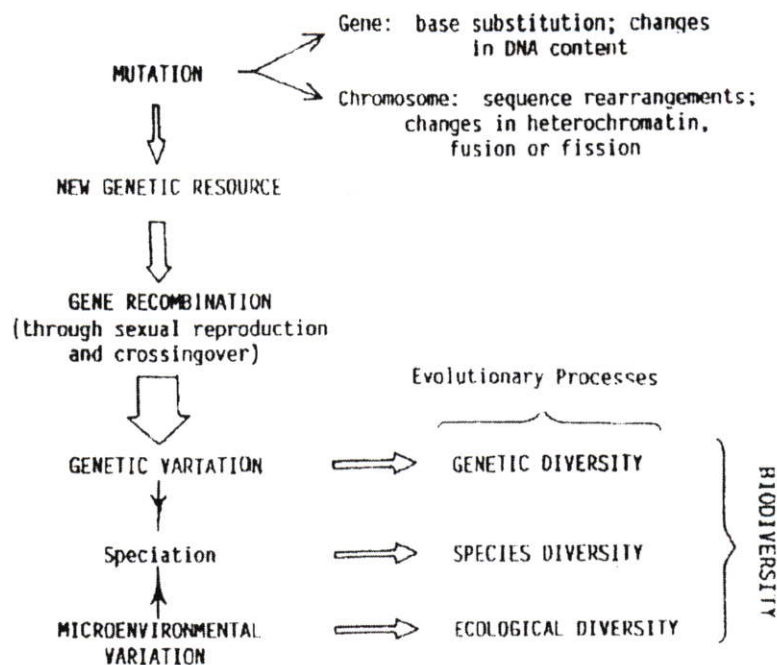 Gene: base substitution; changes
in DNA content
MUTATION
Chromosome: sequence rearrangements;
changes in heterochromatin,
fusion or fission
NEW GENETIC RESOURCE
GENE RECOMBINATION
(through sexual reproduction
and crossingover)
Evolutionary Processes
GENETIC VARTATION
GENETIC DIVERSITY
Speciation
SPECIES DIVERSITY
MICROENVIRONMENTAL
VARIATION
ECOLOGICAL DIVERSITY
BIODIVERSITY